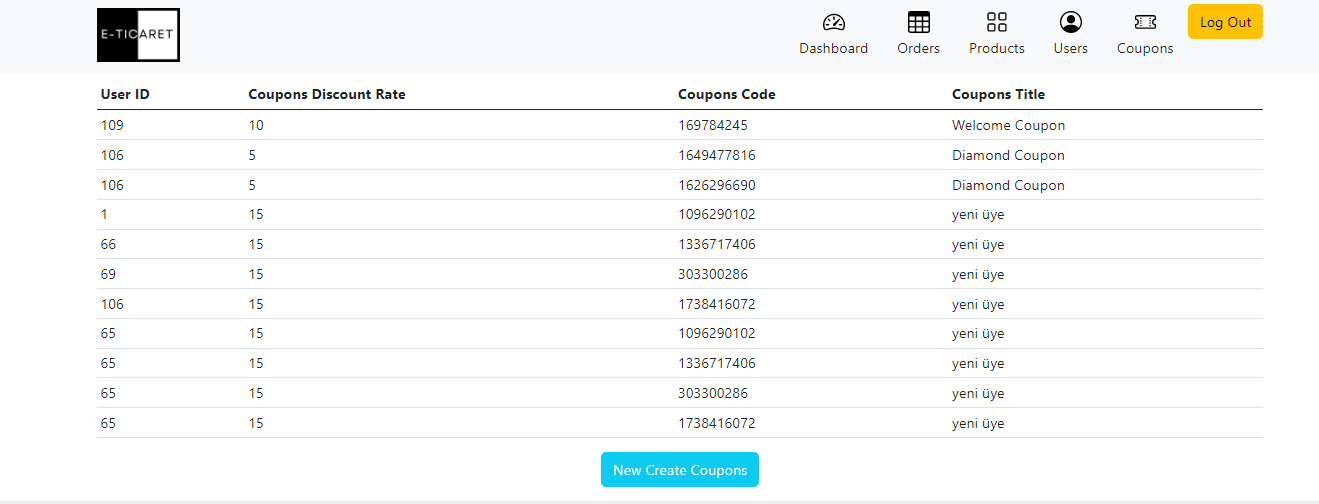 E-TICARET
Dashboard Orders Products Users Coupons Log Out
User ID Coupons Discount Rate Coupons Code Coupons Title
109 10 169784245 Welcome Coupon
106 5 1649477816 Diamond Coupon
106 5 1626296690 Diamond Coupon
1 15 1096290102 yeni üye
66 15 1336717406 yeni üye
69 15 303300286 yeni üye
106 15 1738416072 yeni üye
65 15 1096290102 yeni üye
65 15 1336717406 yeni üye
65 15 303300286 yeni üye
65 15 1738416072 yeni üye
New Create Coupons